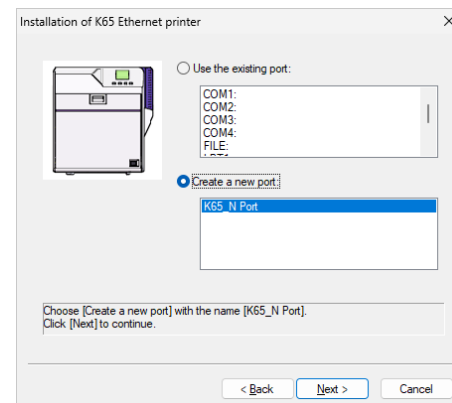 Installation of K65 Ethernet printer
Use the existing port:
COM1:
COM2:
COM3:
COM4:
FILE:
Create a new port:
K65_N Port
Choose [Create a new port] with the name [K65_N Port].
Click [Next] to continue.
< Back
Next >
Cancel